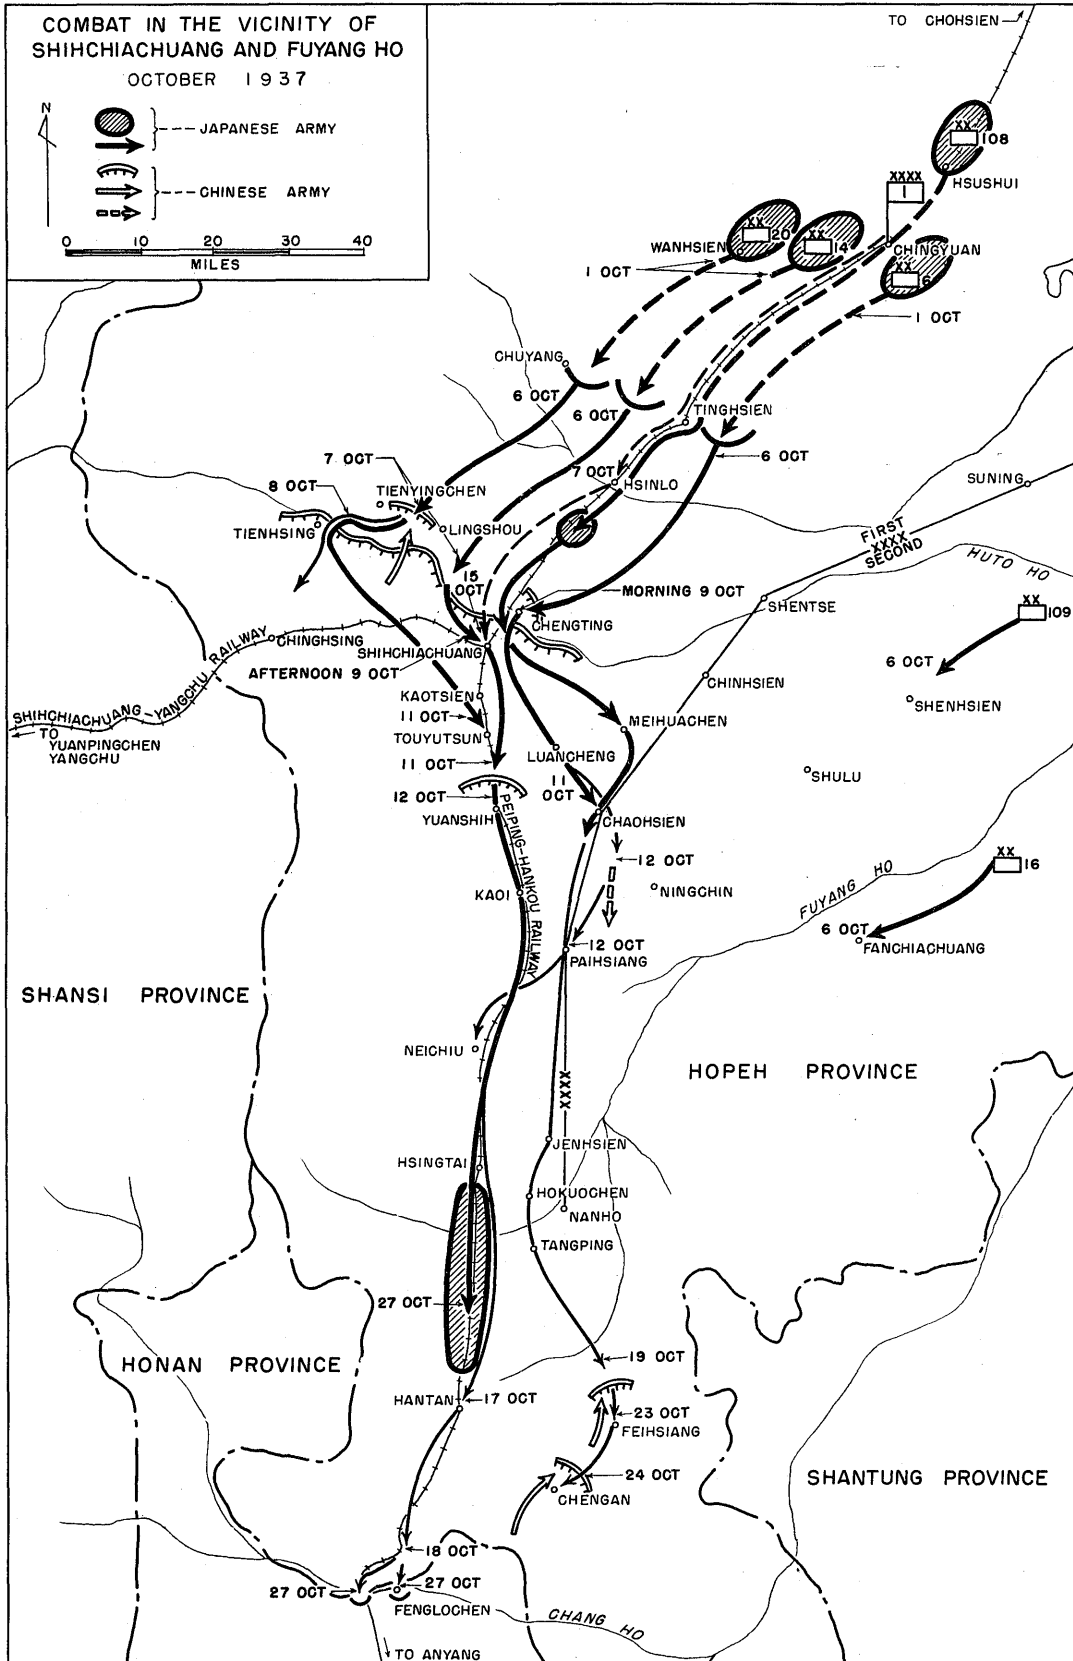 COMBAT IN THE VICINITY OF
SHIHCHIACHUANG AND FUYANG HO
OCTOBER 1937
N
JAPANESE ARMY
CHINESE ARMY
0 10 20 30 40
MILES
TO CHOHSIEN
XX
108
HSUSHUI
XXXX
1
XX
20
XX
14
WANHSIEN
CHINGYUAN
XX
6
1 OCT
1 OCT
CHUYANG
6 OCT
6 OCT
TINGHSIEN
6 OCT
7 OCT
7 OCT
HSINLO
8 OCT
TIENYINGCHEN
SUNING
TIENHSING
LINGSHOU
FIRST
XXXX
SECOND
HUTO HO
15
OCT
MORNING 9 OCT
SHENTSE
XX
109
CHENGTING
SHIHCHIACHUANG-YANGCHU RAILWAY
CHINGHSING
SHIHCHIACHUANG
6 OCT
AFTERNOON 9 OCT
CHINHSIEN
KAOTSIEN
SHENHSIEN
TO
YUANPINGCHEN
YANGCHU
11 OCT
MEIHUACHEN
TOUYUTSUN
LUANCHENG
11 OCT
SHULU
11
OCT
12 OCT
YUANSHIH
PEIPING-HANKOU RAILWAY
CHAOHSIEN
12 OCT
XX
16
KAOI
NINGCHIN
FUYANG HO
6 OCT
FANCHIACHUANG
12 OCT
PAIHSIANG
SHANSI PROVINCE
NEICHIU
HOPEH PROVINCE
XXXX
JENHSIEN
HSINGTAI
HOKUOCHEN
NANHO
TANGPING
27 OCT
HONAN PROVINCE
19 OCT
HANTAN
17 OCT
23 OCT
FEIHSIANG
24 OCT
CHENGAN
SHANTUNG PROVINCE
18 OCT
27 OCT
27 OCT
FENGLOCHEN
CHANG HO
TO ANYANG